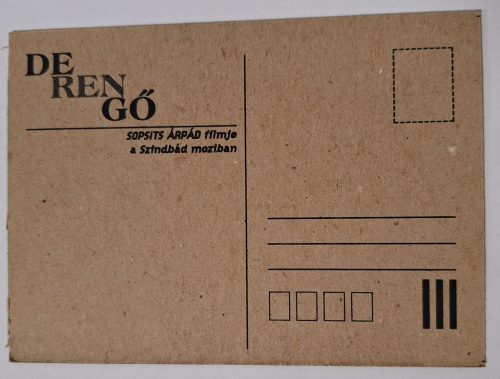 DE
REN
GŐ
SOPSITS ÁRPÁD filmje
a Szindbád moziban